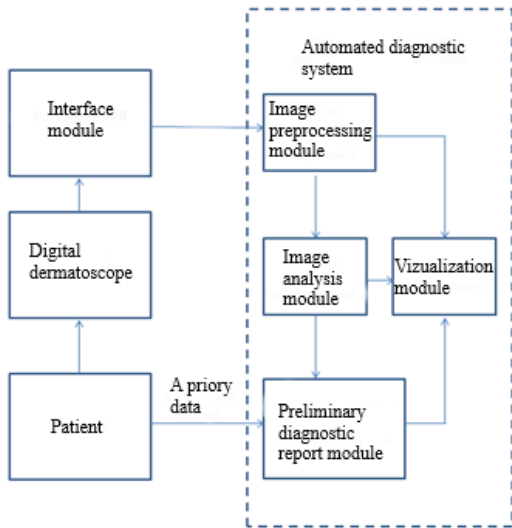 Automated diagnostic
system
Interface
module
Image
preprocessing
module
Digital
dermatoscope
Image
analysis
module
Vizualization
module
A priory
data
Patient
Preliminary
diagnostic
report module